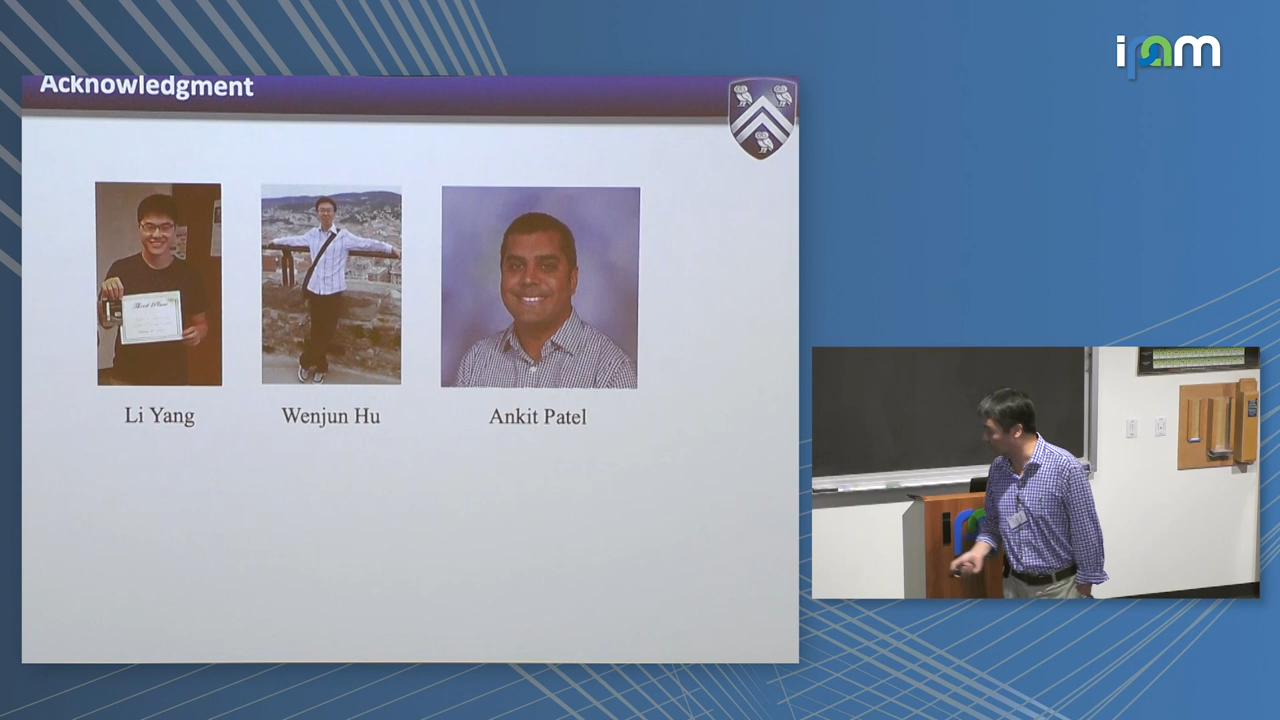 Acknowledgment
ipam
Li Yang
Wenjun Hu
Ankit Patel